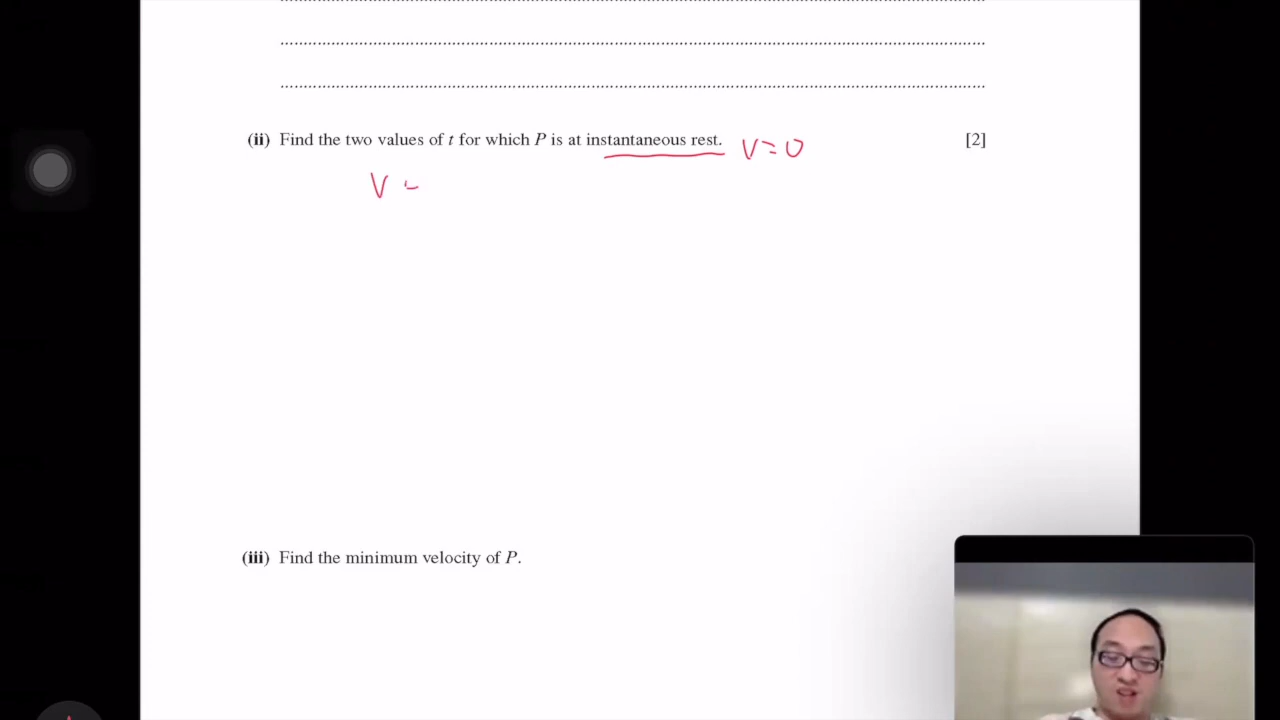 (ii) Find the two values of t for which P is at instantaneous rest. V=0 [2]
V -
(iii) Find the minimum velocity of P.